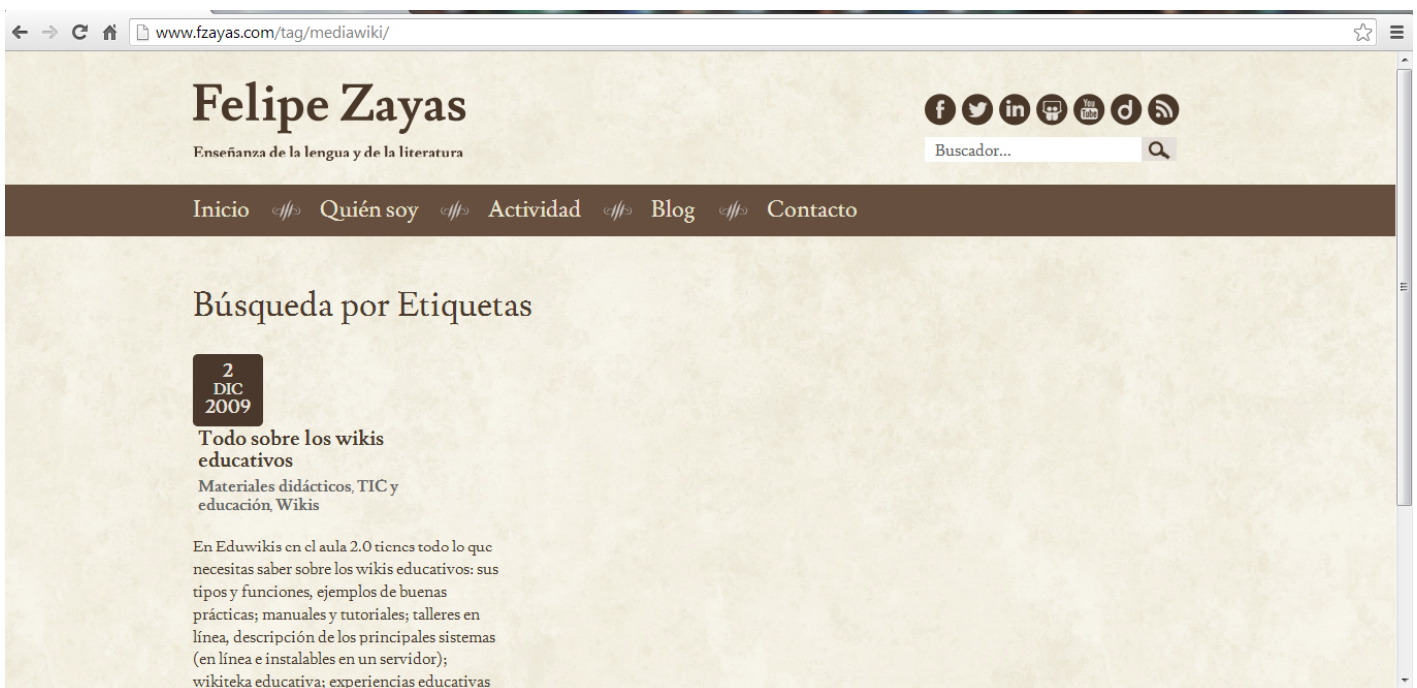 www.fzayas.com/tag/mediawiki/
Felipe Zayas
Enseñanza de la lengua y de la literatura
You
Tube
Buscador...
Inicio Quién soy Actividad Blog Contacto
Búsqueda por Etiquetas
2
DIC
2009
Todo sobre los wikis
educativos
Materiales didácticos, TIC y
educación, Wikis
En Eduwikis en el aula 2.0 tienes todo lo que
necesitas saber sobre los wikis educativos: sus
tipos y funciones, ejemplos de buenas
prácticas; manuales y tutoriales; talleres en
línea, descripción de los principales sistemas
(en línea e instalables en un servidor);
wikiteka educativa; experiencias educativas